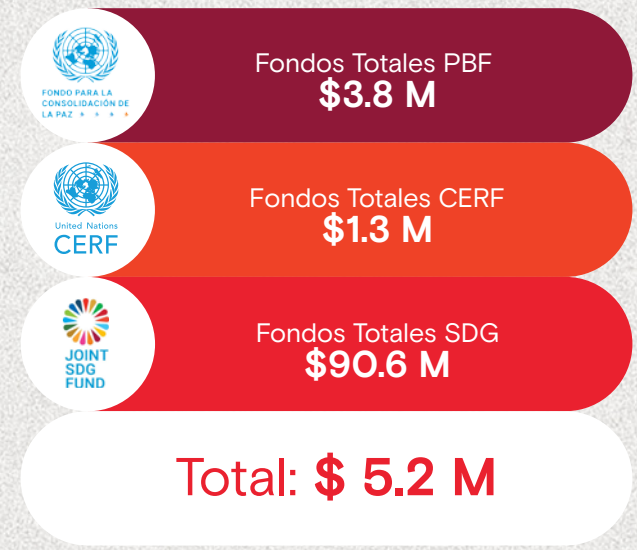 FONDO PARA LA
CONSOLIDACIÓN DE
LA PAZ
Fondos Totales PBF
$3.8 M
United Nations
CERF
Fondos Totales CERF
$1.3 M
JOINT
SDG
FUND
Fondos Totales SDG
$90.6 M
Total: $ 5.2 M